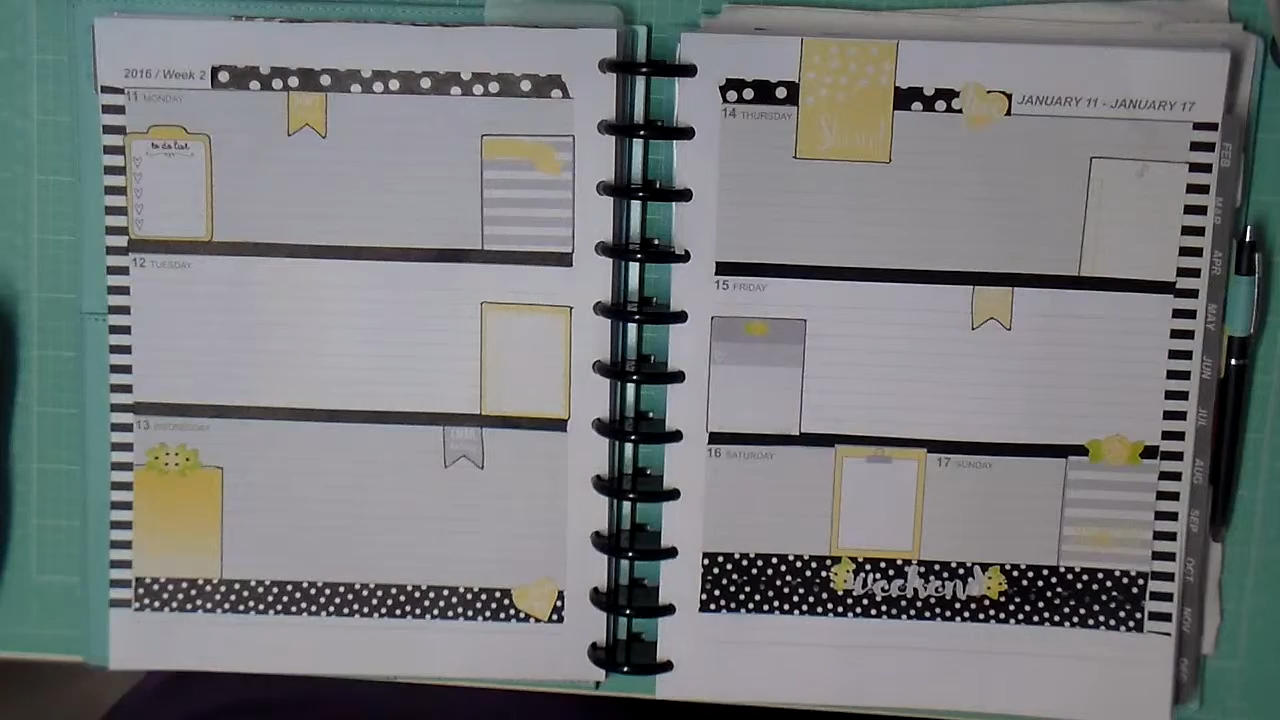 2016 / Week 2
11 MONDAY
to do list
12 TUESDAY
13 WEDNESDAY
JANUARY 11 - JANUARY 17
14 THURSDAY
15 FRIDAY
16 SATURDAY
17 SUNDAY
weekend
FEB
MAR
APR
MAY
JUN
JUL
AUG
SEP
OCT
NOV
DEC